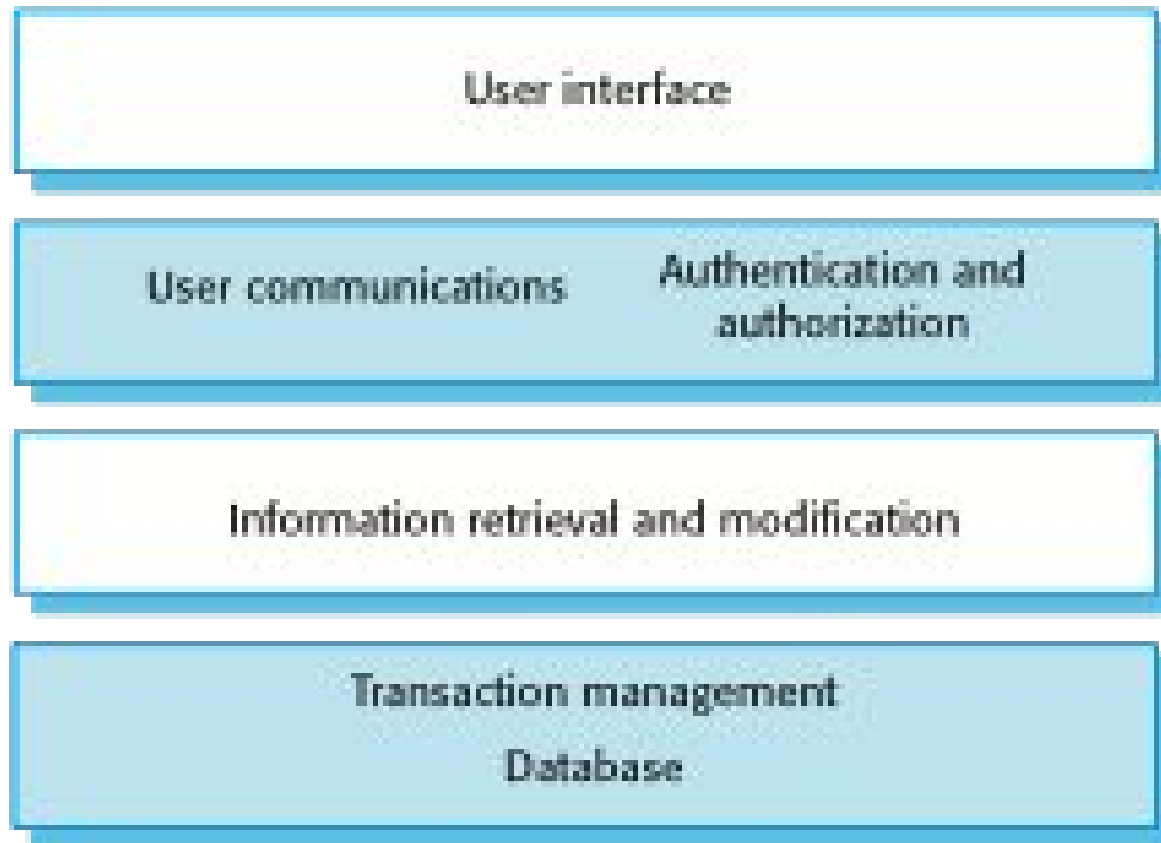 User interface
User communications
Authentication and
authorization
Information retrieval and modification
Transaction management
Database